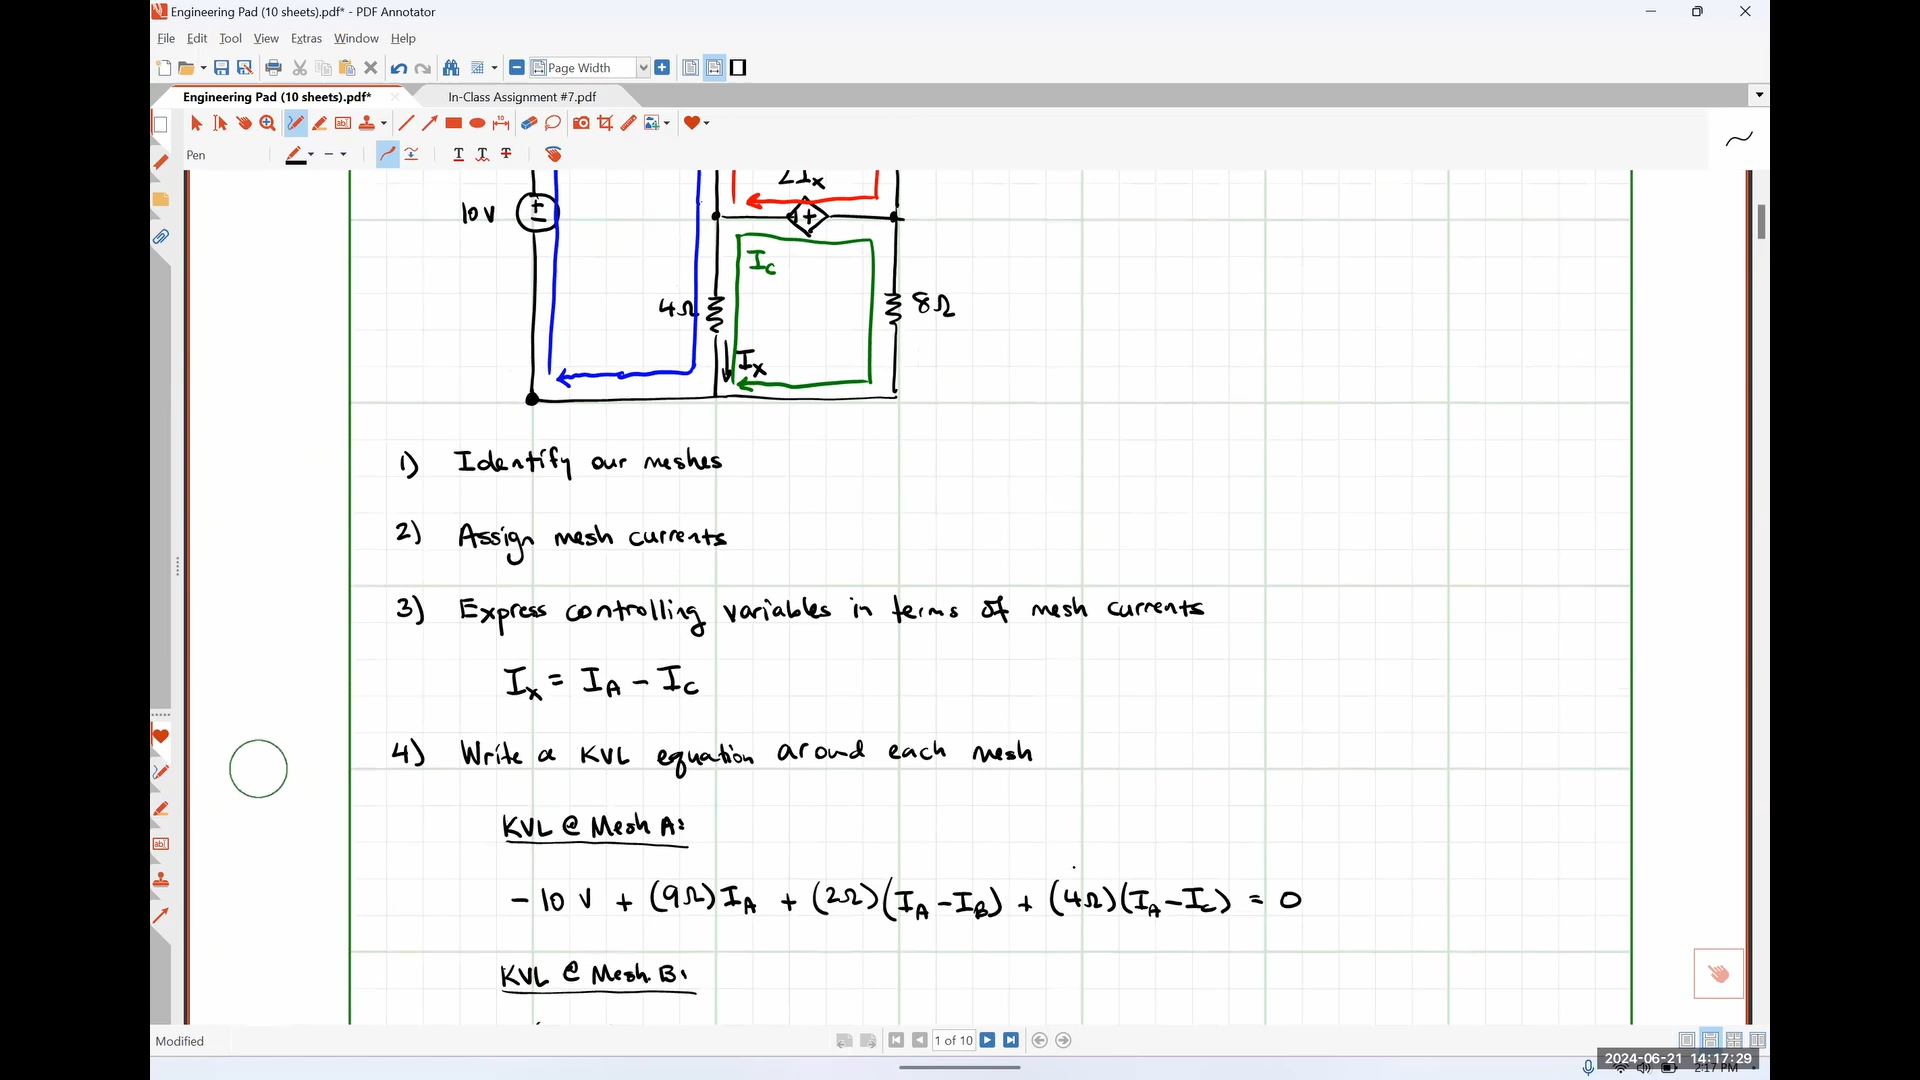 Engineering Pad (10 sheets).pdf* - PDF Annotator
File Edit Tool View Extras Window Help
Page Width
Engineering Pad (10 sheets).pdf* In-Class Assignment #7.pdf
Pen
2Ix
10V
Ic
4Ω
8Ω
Ix
1) Identify our meshes
2) Assign mesh currents
3) Express controlling variables in terms of mesh currents
Ix = IA - IC
4) Write a KVL equation around each mesh
KVL @ Mesh A:
- 10 V + (9Ω) IA + (2Ω)(IA - IB) + (4Ω)(IA - IC) = 0
KVL @ Mesh B:
Modified
1 of 10
2024-06-21 14:17:29
2:17 PM